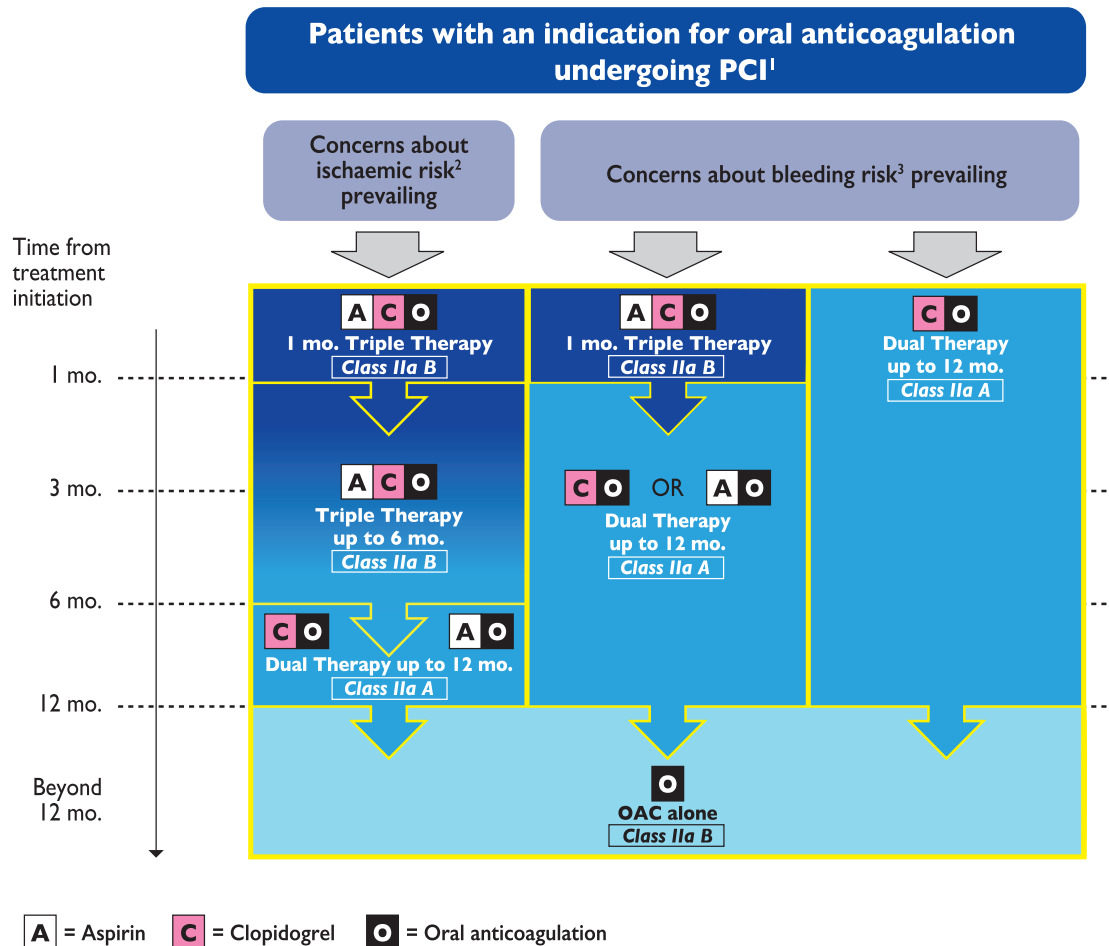 Patients with an indication for oral anticoagulation
undergoing PCI¹
Concerns about
ischaemic risk²
prevailing
Concerns about bleeding risk³ prevailing
Time from
treatment
initiation
A C O
1 mo. Triple Therapy
Class IIa B
A C O
1 mo. Triple Therapy
Class IIa B
C O
Dual Therapy
up to 12 mo.
Class IIa A
1 mo.
3 mo.
A C O
Triple Therapy
up to 6 mo.
Class IIa B
C O OR A O
Dual Therapy
up to 12 mo.
Class IIa A
6 mo.
C O A O
Dual Therapy up to 12 mo.
Class IIa A
12 mo.
Beyond
12 mo.
O
OAC alone
Class IIa B
A = Aspirin C = Clopidogrel O = Oral anticoagulation